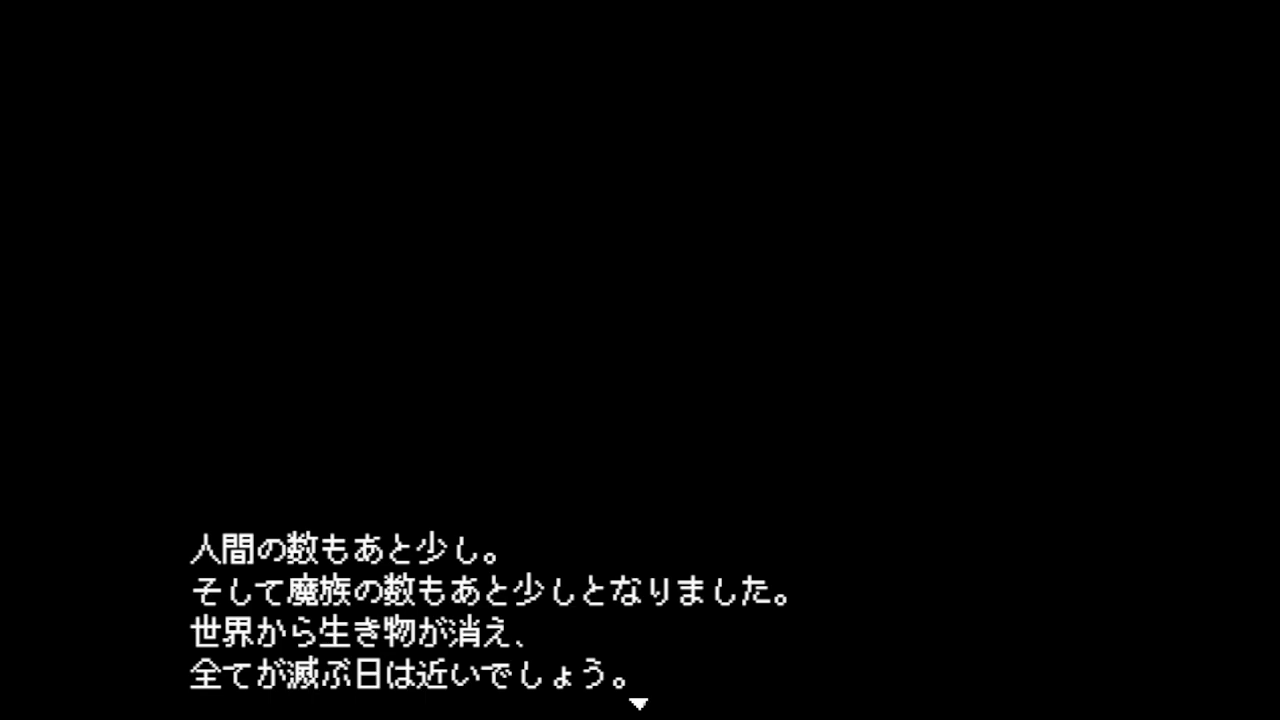 人間の数もあと少し。
そして魔族の数もあと少しとなりました。
世界から生き物が消え、
全てが滅ぶ日は近いでしょう。